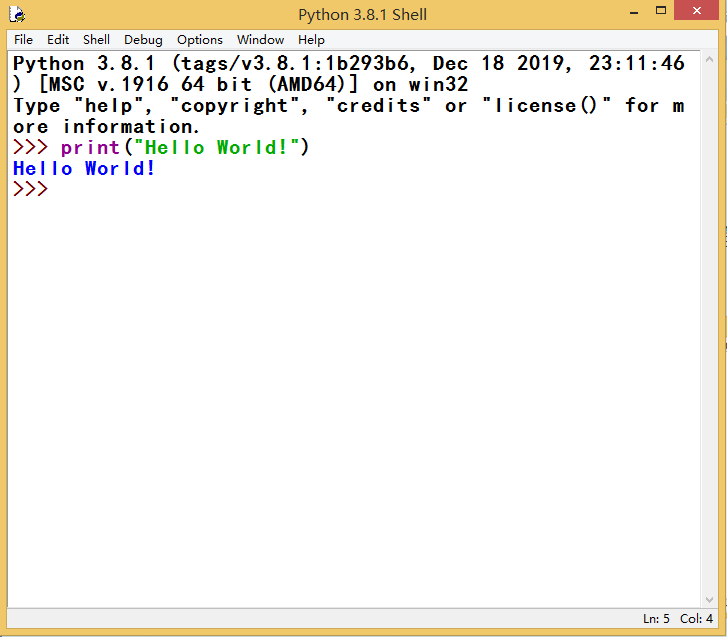 Python 3.8.1 Shell
File Edit Shell Debug Options Window Help
Python 3.8.1 (tags/v3.8.1:1b293b6, Dec 18 2019, 23:11:46
) [MSC v.1916 64 bit (AMD64)] on win32
Type "help", "copyright", "credits" or "license()" for m
ore information.
>>> print("Hello World!")
Hello World!
>>>
Ln: 5 Col: 4